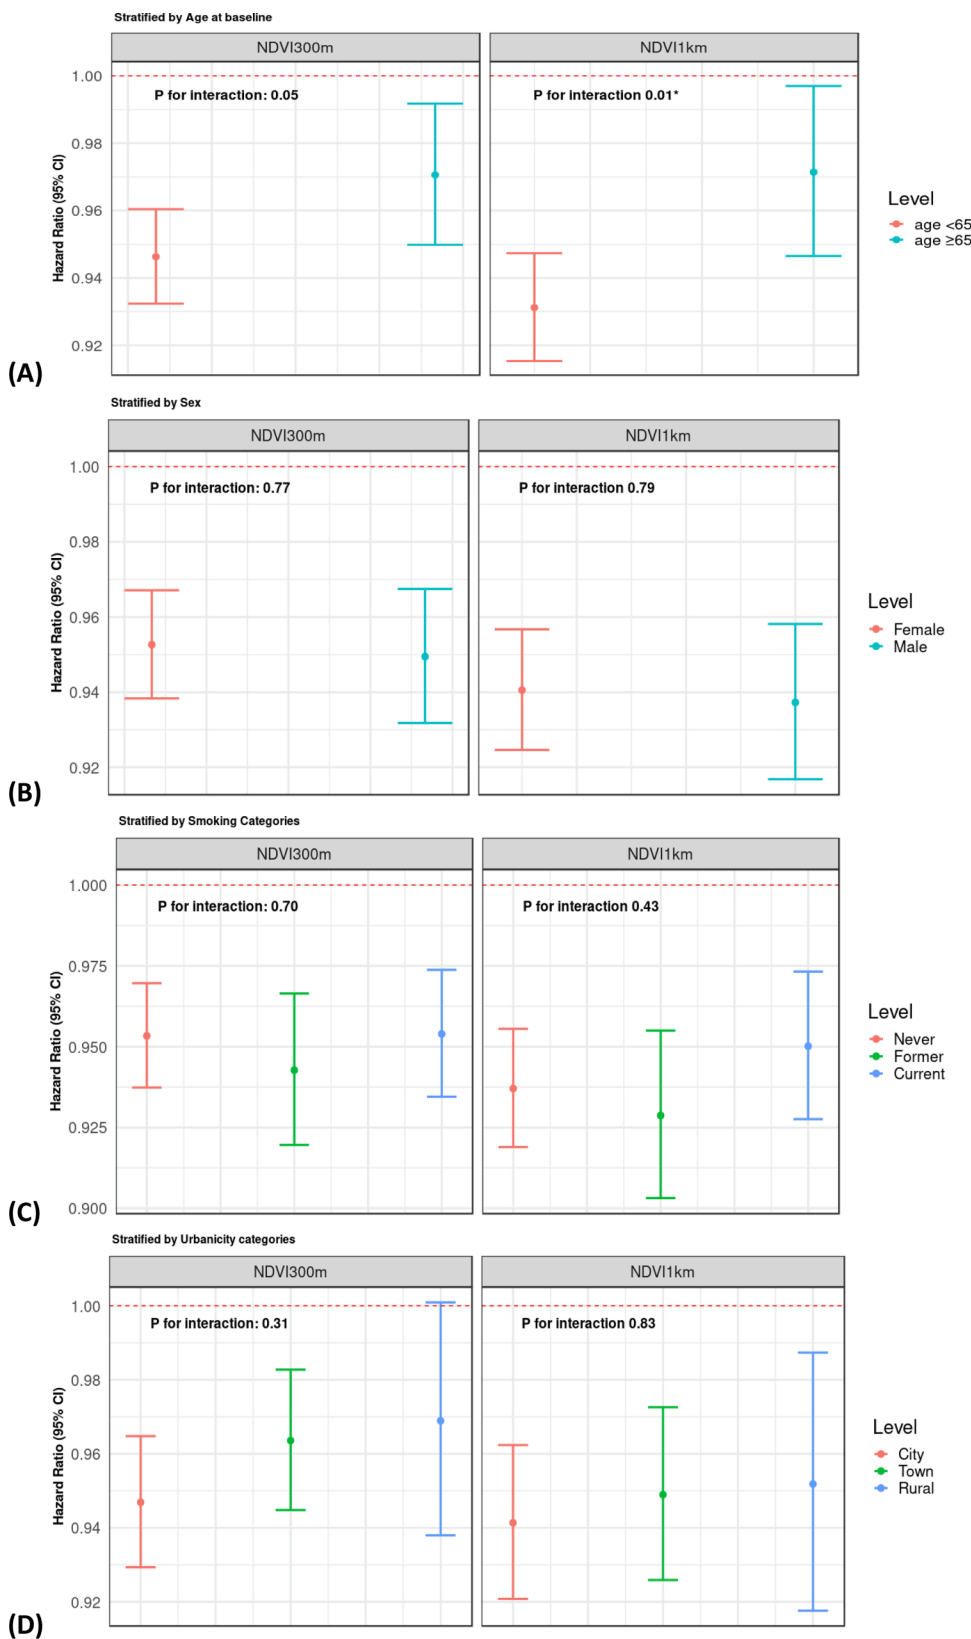 Stratified by Age at baseline
NDVI300m
NDVI1km
1.00
0.98
0.96
0.94
0.92
Hazard Ratio (95% CI)
P for interaction: 0.05
P for interaction 0.01*
Level
age <65
age ≥65
(A)
Stratified by Sex
NDVI300m
NDVI1km
1.00
0.98
0.96
0.94
0.92
Hazard Ratio (95% CI)
P for interaction: 0.77
P for interaction 0.79
Level
Female
Male
(B)
Stratified by Smoking Categories
NDVI300m
NDVI1km
1.000
0.975
0.950
0.925
0.900
Hazard Ratio (95% CI)
P for interaction: 0.70
P for interaction 0.43
Level
Never
Former
Current
(C)
Stratified by Urbanicity categories
NDVI300m
NDVI1km
1.00
0.98
0.96
0.94
0.92
Hazard Ratio (95% CI)
P for interaction: 0.31
P for interaction 0.83
Level
City
Town
Rural
(D)